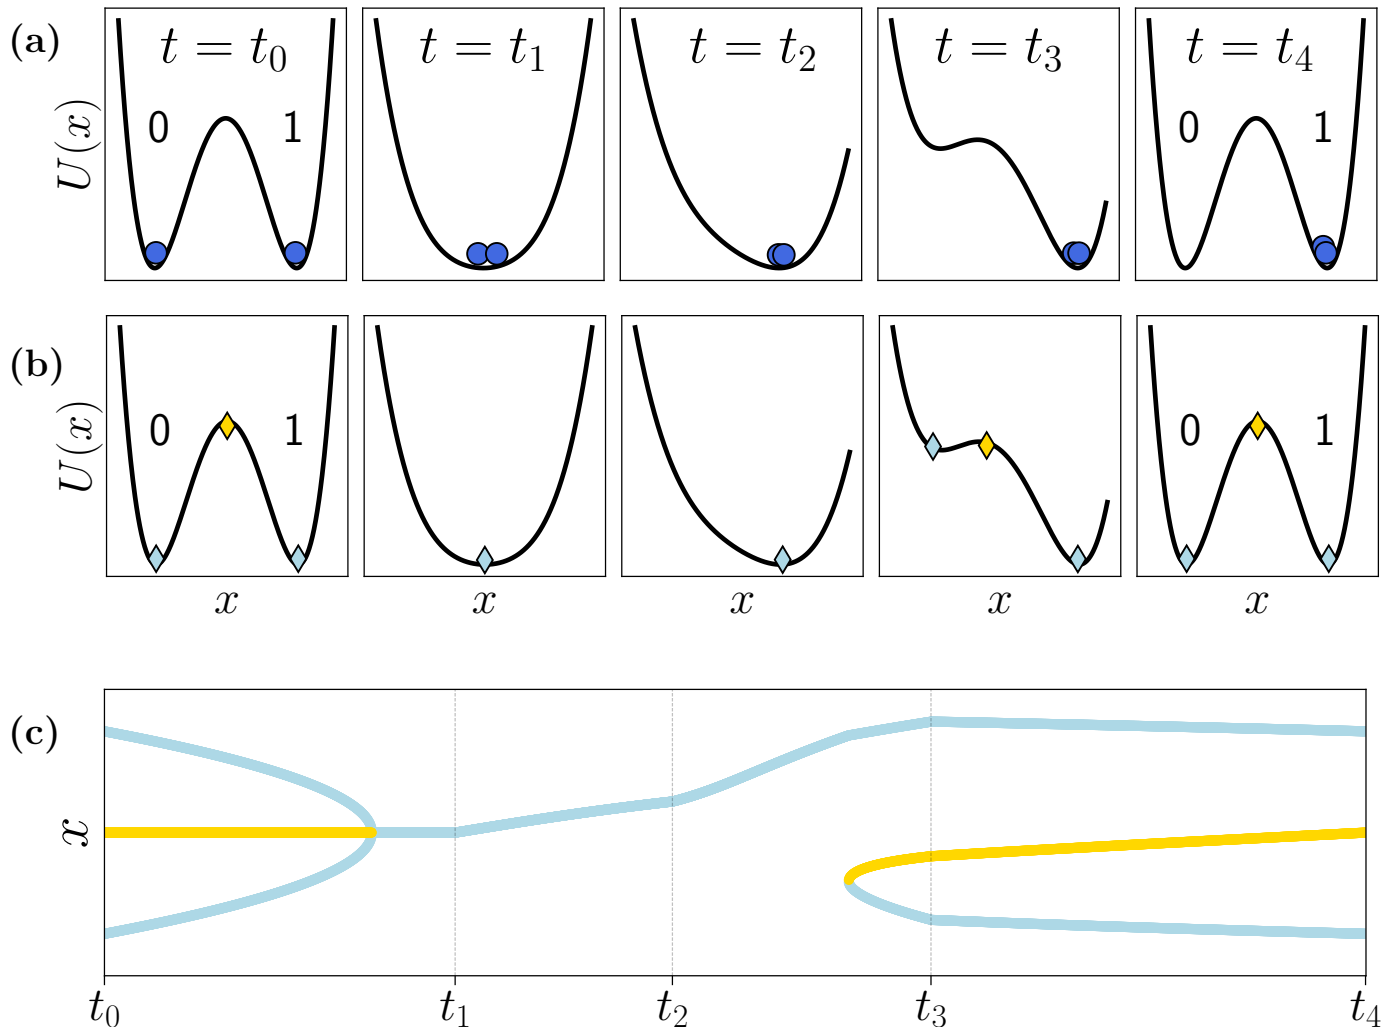 (a)
U(x)
t = t₀
0 1
t = t₁
t = t₂
t = t₃
t = t₄
0 1
(b)
U(x)
0 1
0 1
x x x x x
(c)
x
t₀ t₁ t₂ t₃ t₄